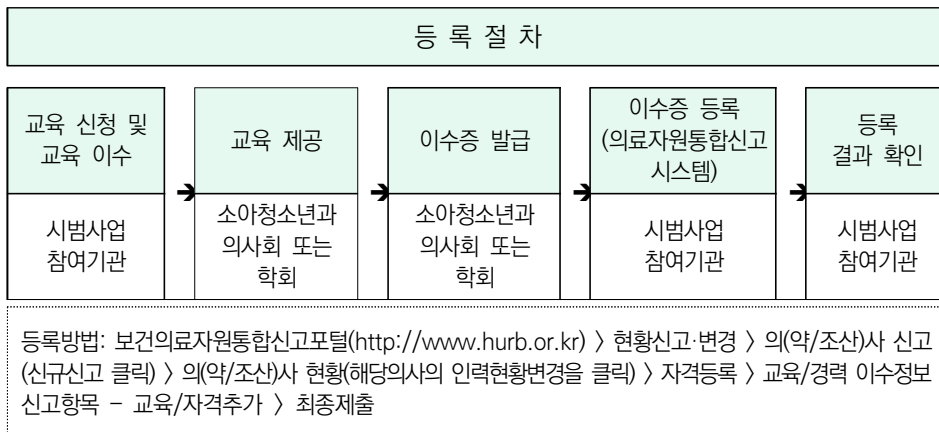 등 록 절 차
교육 신청 및
교육 이수
교육 제공
이수증 발급
이수증 등록
(의료자원통합신고
시스템)
등록
결과 확인
시범사업
참여기관
소아청소년과
의사회 또는
학회
소아청소년과
의사회 또는
학회
시범사업
참여기관
시범사업
참여기관
등록방법: 보건의료자원통합신고포털(http://www.hurb.or.kr) 〉 현황신고·변경 〉 의(약/조산)사 신고
(신규신고 클릭) 〉 의(약/조산)사 현황(해당의사의 인력현황변경을 클릭) 〉 자격등록 〉 교육/경력 이수정보
신고항목 - 교육/자격추가 〉 최종제출